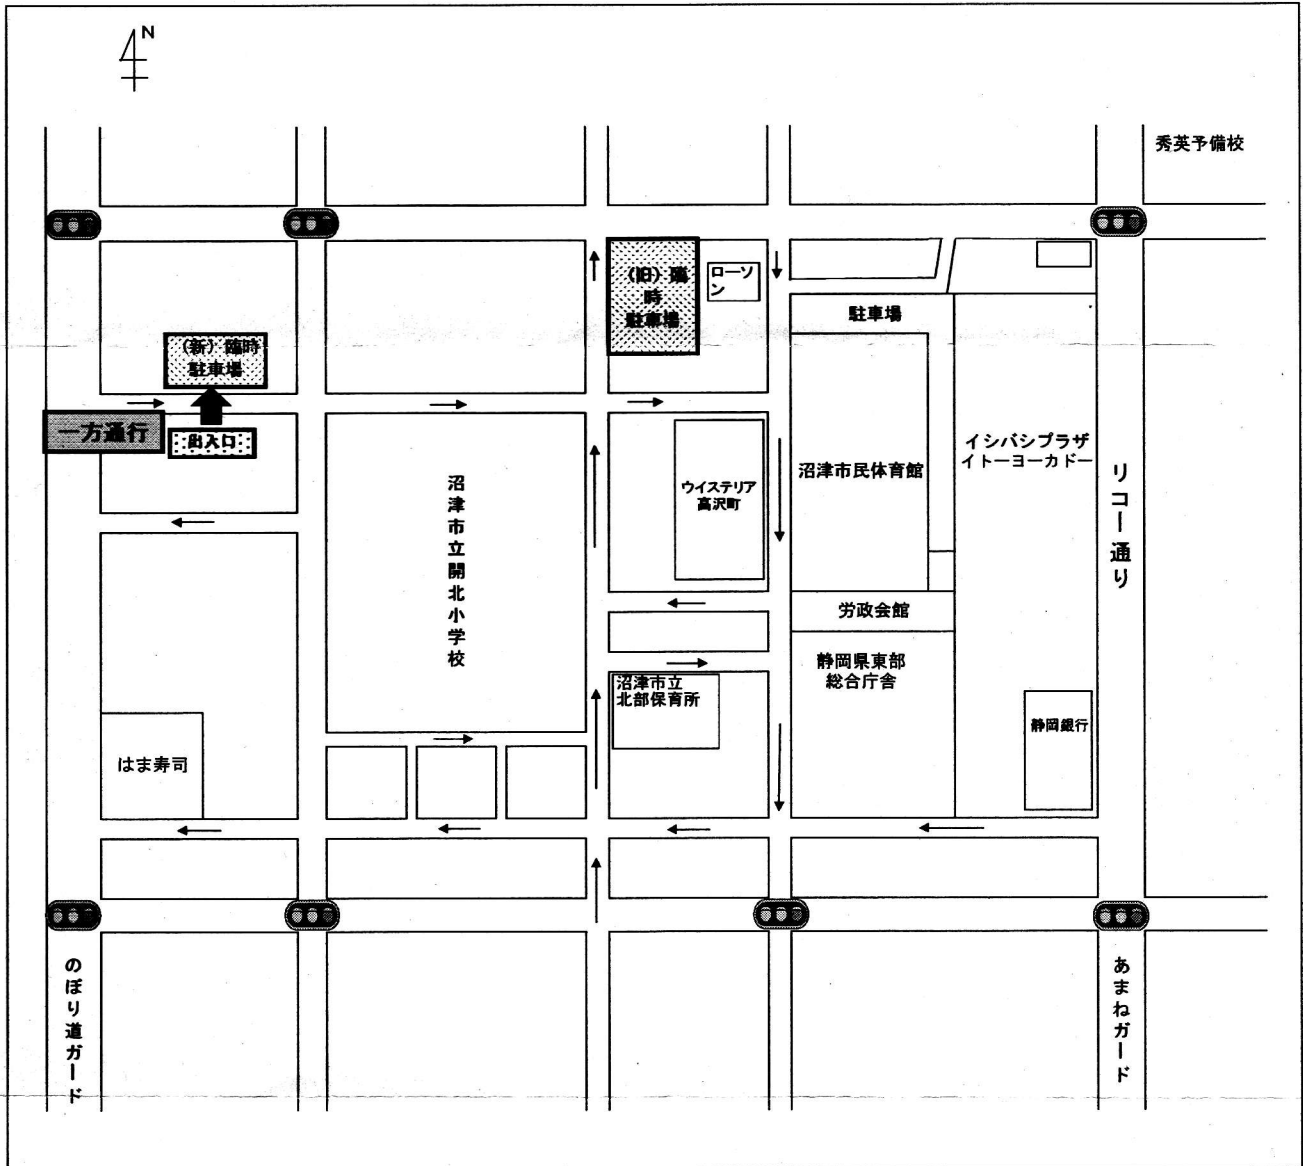 N
秀英予備校
(旧) 臨
時
駐車場
ローソ
ン
駐車場
(新) 臨時
駐車場
一方通行
出入口
沼津市立開北小学校
ウイステリア
高沢町
沼津市民体育館
イシバシプラザ
イトーヨーカドー
リコー通り
労政会館
静岡県東部
総合庁舎
沼津市立
北部保育所
静岡銀行
はま寿司
のぼり道ガード
あまねガード